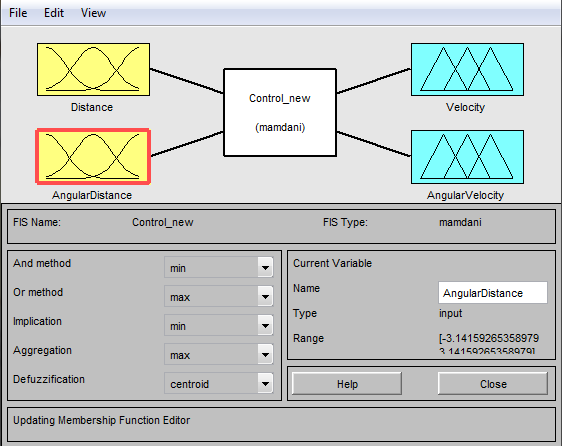 File Edit View
Control_new
(mamdani)
Distance
Velocity
AngularDistance
AngularVelocity
FIS Name: Control_new FIS Type: mamdani
And method min
Or method max
Implication min
Aggregation max
Defuzzification centroid
Current Variable
Name AngularDistance
Type input
Range [-3.14159265358979
3.14159265358979]
Help Close
Updating Membership Function Editor